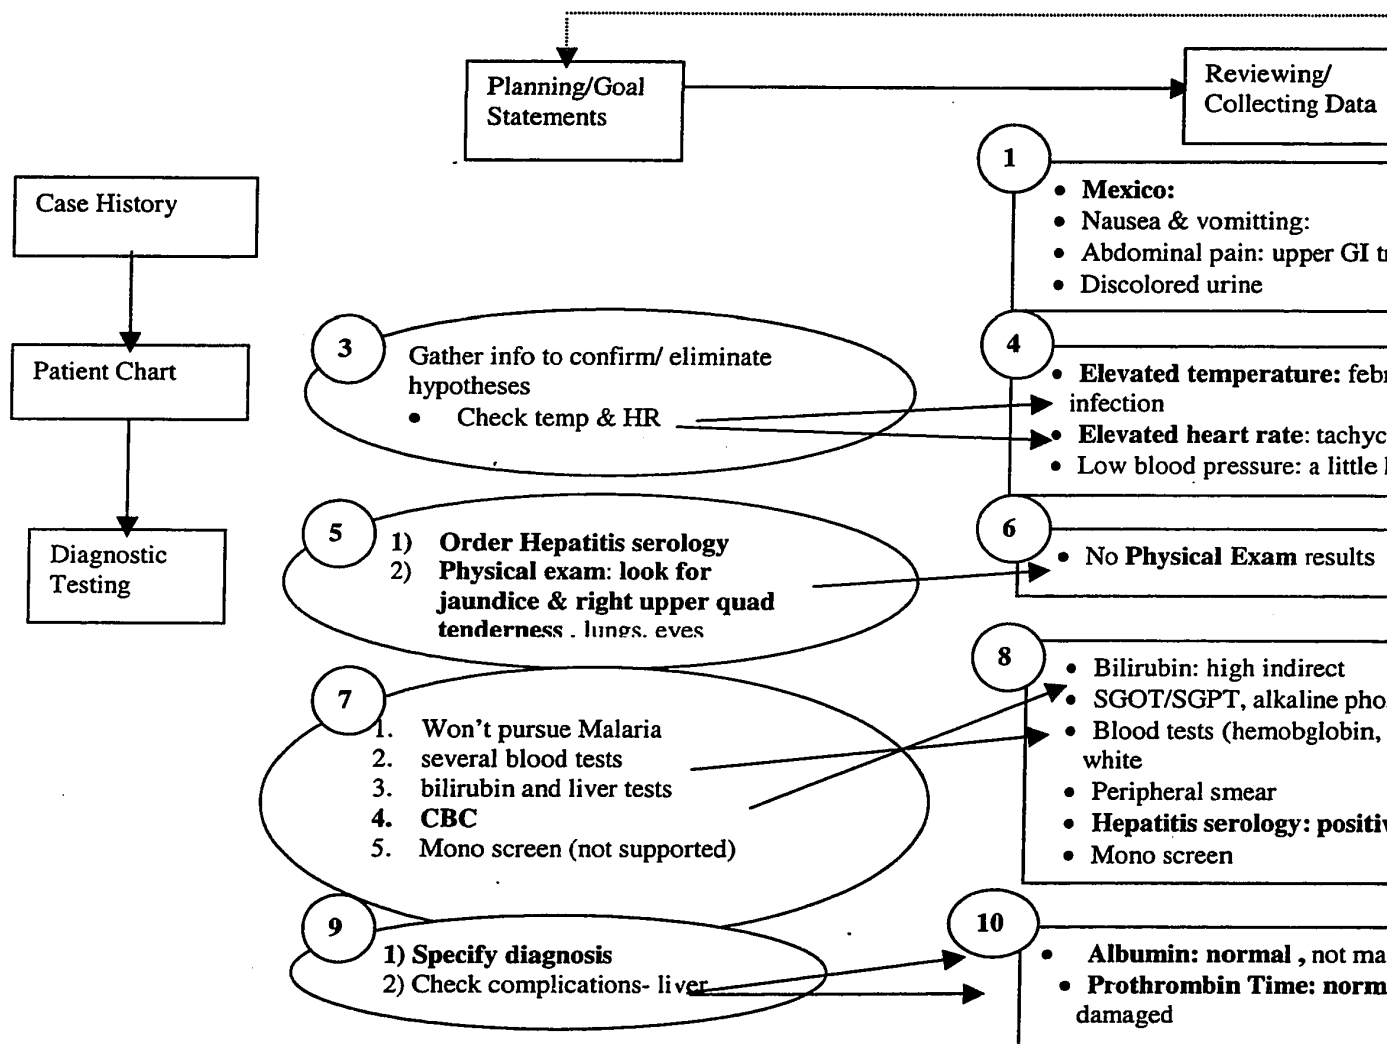 Planning/Goal
Statements
Reviewing/
Collecting Data
Case History
Patient Chart
Diagnostic
Testing
1
• Mexico:
• Nausea & vomitting:
• Abdominal pain: upper GI
• Discolored urine
3
Gather info to confirm/ eliminate
hypotheses
• Check temp & HR
4
• Elevated temperature:
infection
• Elevated heart rate:
• Low blood pressure: a little
5
1) Order Hepatitis serology
2) Physical exam: look for
jaundice & right upper quad
tenderness , lungs, eyes
6
• No Physical Exam results
7
1. Won't pursue Malaria
2. several blood tests
3. bilirubin and liver tests
4. CBC
5. Mono screen (not supported)
8
• Bilirubin: high indirect
• SGOT/SGPT, alkaline
• Blood tests (hemobglobin,
white
• Peripheral smear
• Hepatitis serology:
• Mono screen
9
1) Specify diagnosis
2) Check complications- liver
10
• Albumin: normal , not
• Prothrombin Time:
damaged